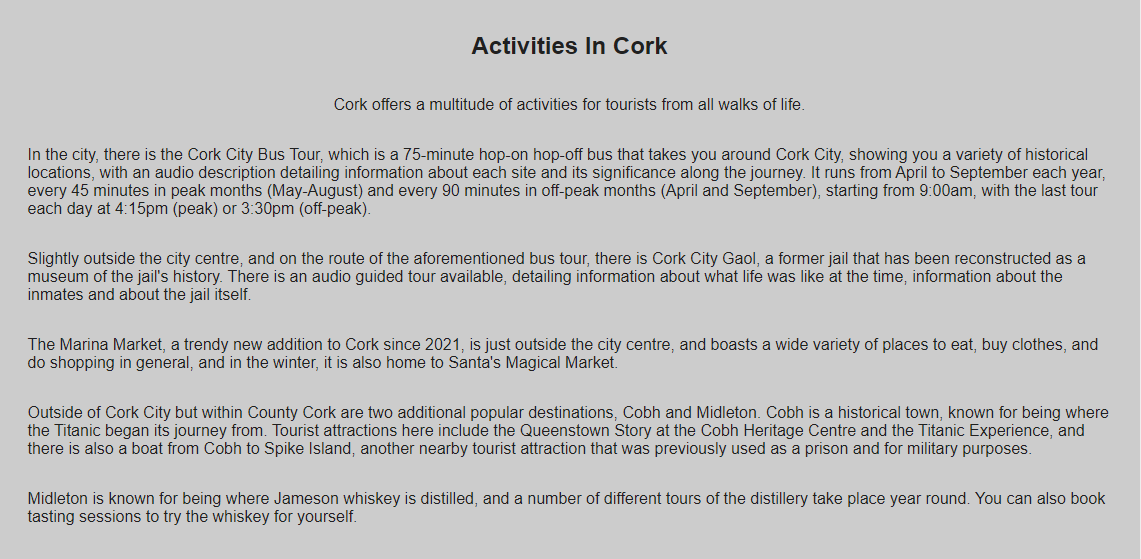 Activities In Cork
Cork offers a multitude of activities for tourists from all walks of life.
In the city, there is the Cork City Bus Tour, which is a 75-minute hop-on hop-off bus that takes you around Cork City, showing you a variety of historical
locations, with an audio description detailing information about each site and its significance along the journey. It runs from April to September each year,
every 45 minutes in peak months (May-August) and every 90 minutes in off-peak months (April and September), starting from 9:00am, with the last tour
each day at 4:15pm (peak) or 3:30pm (off-peak).
Slightly outside the city centre, and on the route of the aforementioned bus tour, there is Cork City Gaol, a former jail that has been reconstructed as a
museum of the jail's history. There is an audio guided tour available, detailing information about what life was like at the time, information about the
inmates and about the jail itself.
The Marina Market, a trendy new addition to Cork since 2021, is just outside the city centre, and boasts a wide variety of places to eat, buy clothes, and
do shopping in general, and in the winter, it is also home to Santa's Magical Market.
Outside of Cork City but within County Cork are two additional popular destinations, Cobh and Midleton. Cobh is a historical town, known for being where
the Titanic began its journey from. Tourist attractions here include the Queenstown Story at the Cobh Heritage Centre and the Titanic Experience, and
there is also a boat from Cobh to Spike Island, another nearby tourist attraction that was previously used as a prison and for military purposes.
Midleton is known for being where Jameson whiskey is distilled, and a number of different tours of the distillery take place year round. You can also book
tasting sessions to try the whiskey for yourself.